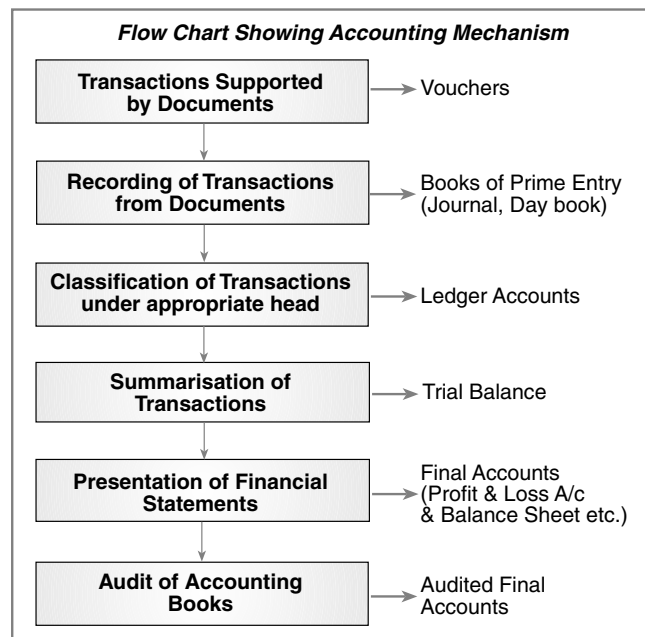 Flow Chart Showing Accounting Mechanism
Transactions Supported
by Documents
Vouchers
Recording of Transactions
from Documents
Books of Prime Entry
(Journal, Day book)
Classification of Transactions
under appropriate head
Ledger Accounts
Summarisation of
Transactions
Trial Balance
Presentation of Financial
Statements
Final Accounts
(Profit & Loss A/c
& Balance Sheet etc.)
Audit of Accounting
Books
Audited Final
Accounts